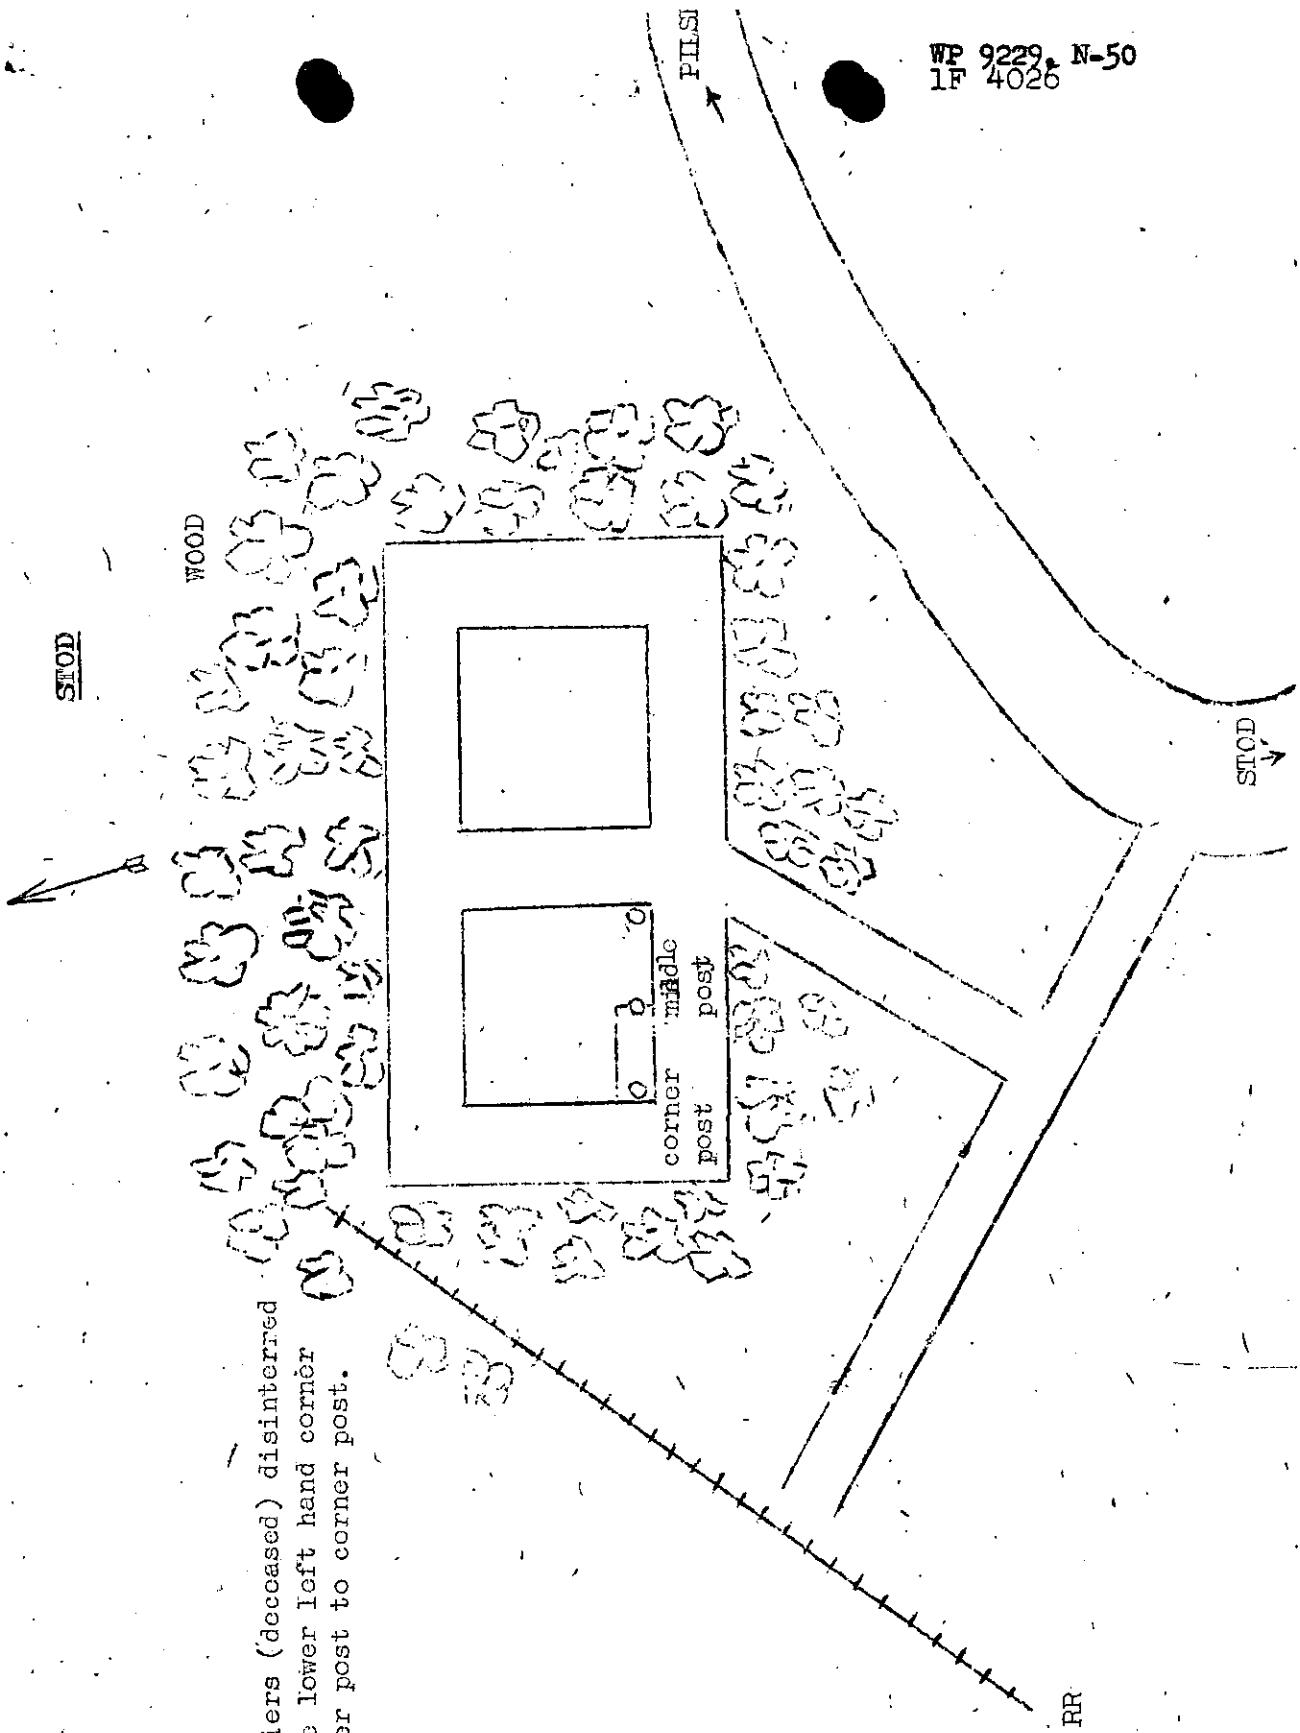 WP 9229, N-50
1F 4026
STOD
WOOD
PILS
corner middle
post post
STOD
iers (deceased) disinterred
lower left hand corner
er post to corner post.
RR